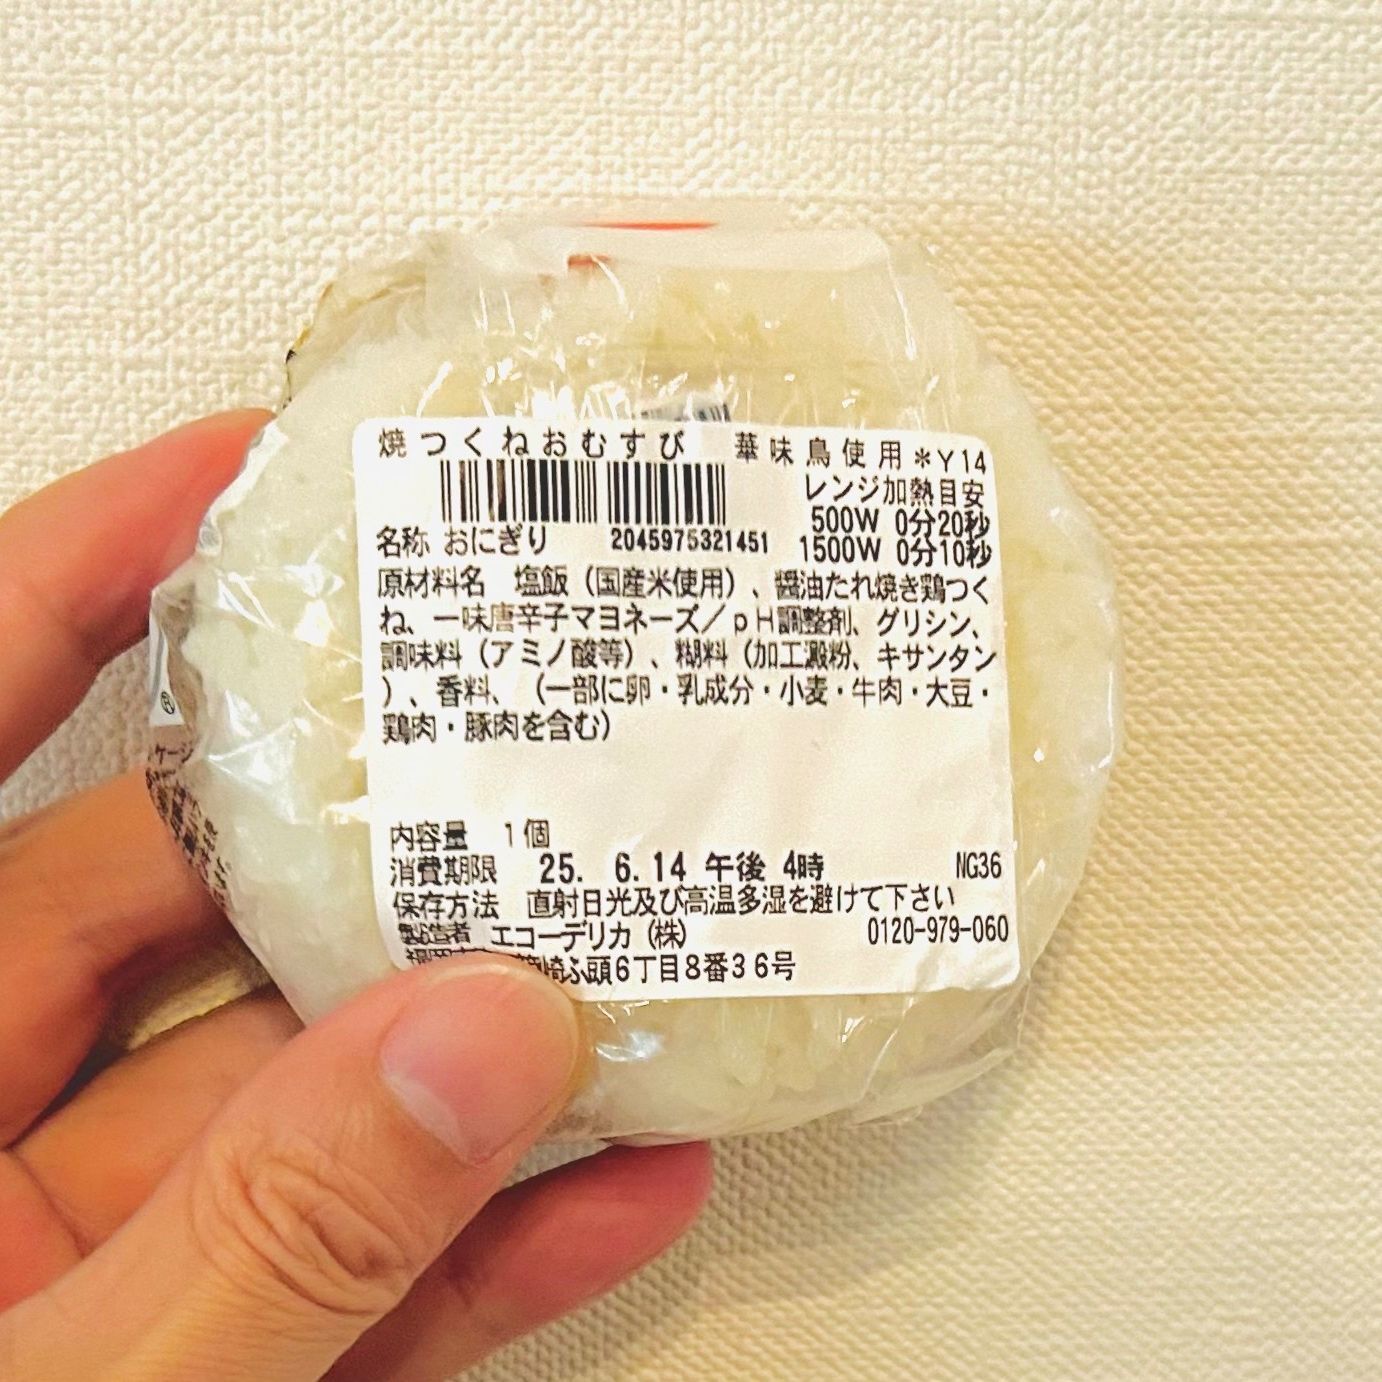 焼つくねおむすび 華味鳥使用*Y14
レンジ加熱目安
500W 0分20秒
1500W 0分10秒
名称 おにぎり 2045975321451
原材料名 塩飯(国産米使用)、醤油たれ焼き鶏つく
ね、一味唐辛子マヨネーズ/pH調整剤、グリシン、
調味料(アミノ酸等)、糊料(加工澱粉、キサンタン
)、香料、(一部に卵・乳成分・小麦・牛肉・大豆・
鶏肉・豚肉を含む)
内容量 1個
消費期限 25. 6.14 午後 4時 NG36
保存方法 直射日光及び高温多湿を避けて下さい
製造者 エコーデリカ(株) 0120-979-060
崎ふ頭6丁目8番36号